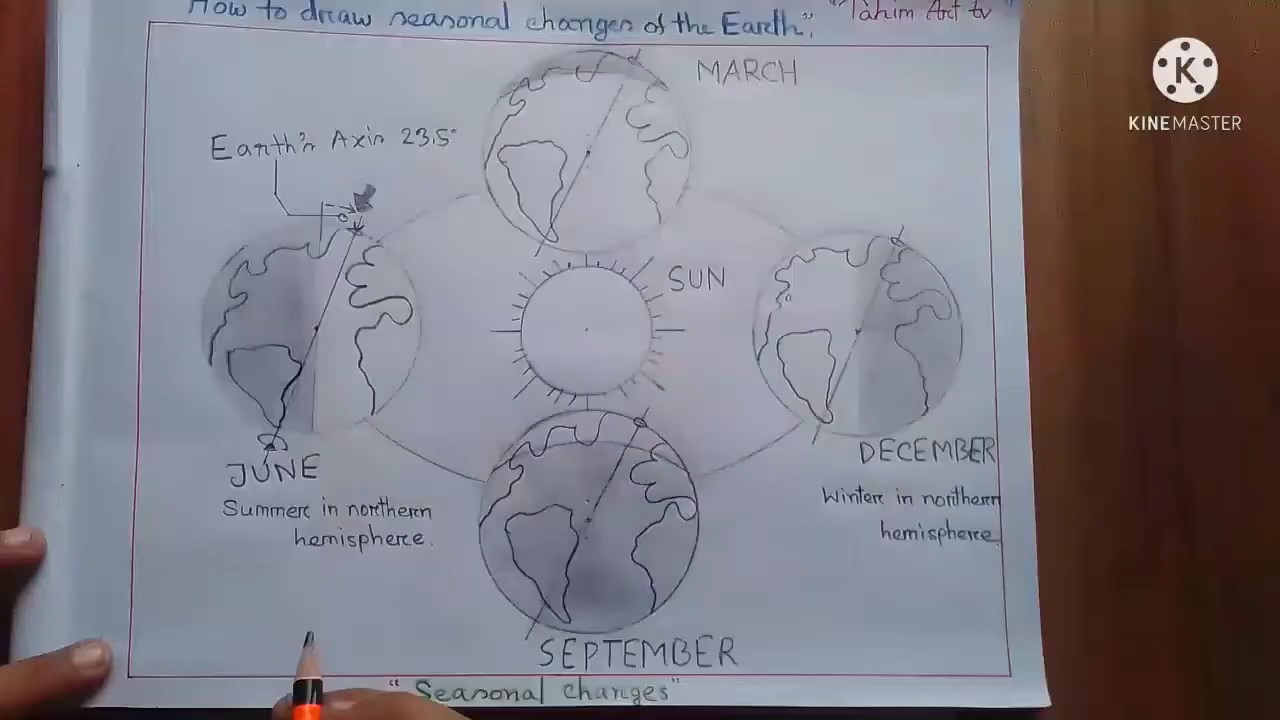 How to draw seasonal changes of the Earth". "Tahim Art tv"
MARCH
KINEMASTER
Earth's Axis 23.5°
SUN
JUNE
Summer in northern
hemisphere.
DECEMBER
Winter in northern
hemisphere.
SEPTEMBER
"Seasonal changes"